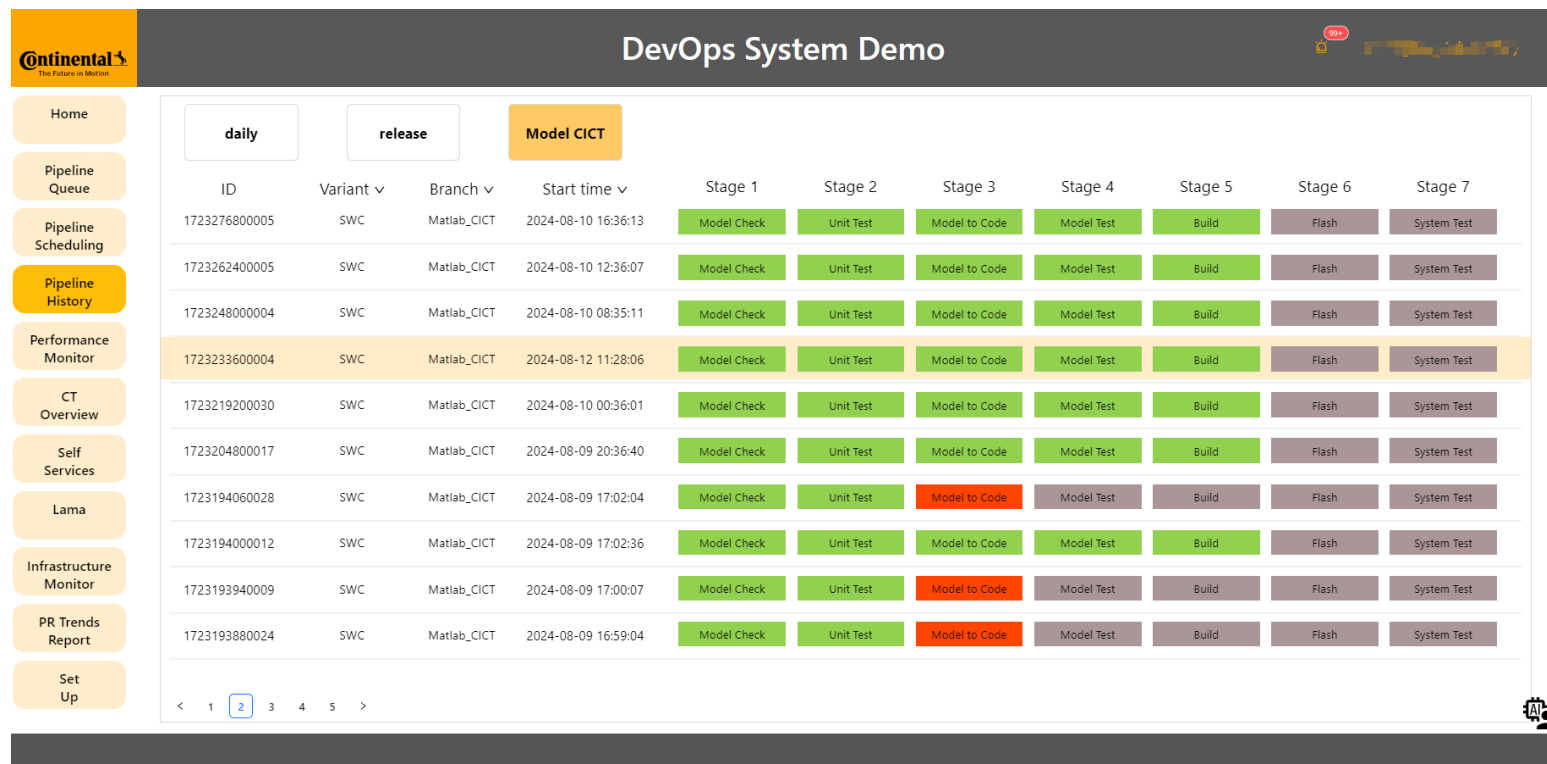 Continental
The Future in Motion
DevOps System Demo
99+
Home
Pipeline
Queue
Pipeline
Scheduling
Pipeline
History
Performance
Monitor
CT
Overview
Self
Services
Lama
Infrastructure
Monitor
PR Trends
Report
Set
Up
daily release Model CICT
ID Variant Branch Start time Stage 1 Stage 2 Stage 3 Stage 4 Stage 5 Stage 6 Stage 7
1723276800005 SWC Matlab_CICT 2024-08-10 16:36:13 Model Check Unit Test Model to Code Model Test Build Flash System Test
1723262400005 SWC Matlab_CICT 2024-08-10 12:36:07 Model Check Unit Test Model to Code Model Test Build Flash System Test
1723248000004 SWC Matlab_CICT 2024-08-10 08:35:11 Model Check Unit Test Model to Code Model Test Build Flash System Test
1723233600004 SWC Matlab_CICT 2024-08-12 11:28:06 Model Check Unit Test Model to Code Model Test Build Flash System Test
1723219200030 SWC Matlab_CICT 2024-08-10 00:36:01 Model Check Unit Test Model to Code Model Test Build Flash System Test
1723204800017 SWC Matlab_CICT 2024-08-09 20:36:40 Model Check Unit Test Model to Code Model Test Build Flash System Test
1723194060028 SWC Matlab_CICT 2024-08-09 17:02:04 Model Check Unit Test Model to Code Model Test Build Flash System Test
1723194000012 SWC Matlab_CICT 2024-08-09 17:02:36 Model Check Unit Test Model to Code Model Test Build Flash System Test
1723193940009 SWC Matlab_CICT 2024-08-09 17:00:07 Model Check Unit Test Model to Code Model Test Build Flash System Test
1723193880024 SWC Matlab_CICT 2024-08-09 16:59:04 Model Check Unit Test Model to Code Model Test Build Flash System Test
< 1 2 3 4 5 >
AI